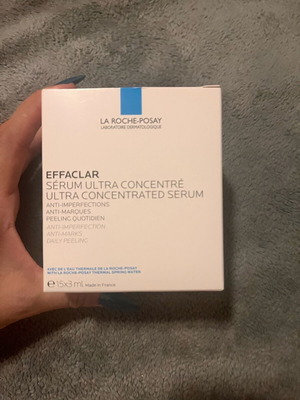 LA ROCHE-POSAY
LABORATOIRE DERMATOLOGIQUE
EFFACLAR
SÉRUM ULTRA CONCENTRÉ
ULTRA CONCENTRATED SERUM
ANTI-IMPERFECTIONS
ANTI-MARQUES
PEELING QUOTIDIEN
ANTI-IMPERFECTION
ANTI-MARKS
DAILY PEELING
AVEC DE L'EAU THERMALE DE LA ROCHE-POSAY
WITH LA ROCHE-POSAY THERMAL SPRING WATER
℮15x3 mL Made in France